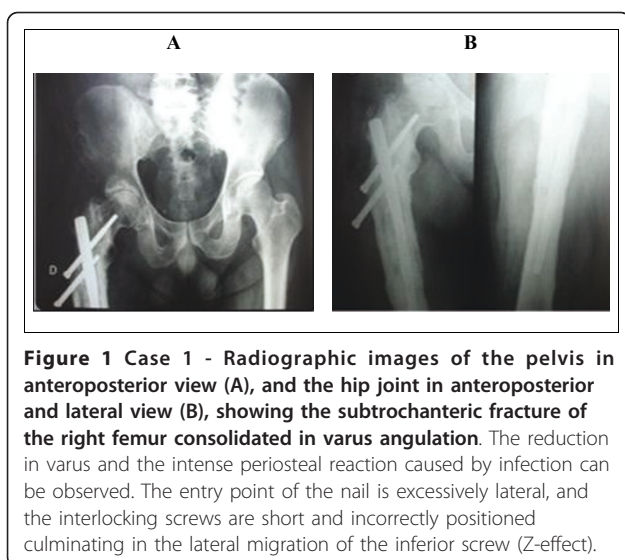 A B
D
Figure 1 Case 1 - Radiographic images of the pelvis in
anteroposterior view (A), and the hip joint in anteroposterior
and lateral view (B), showing the subtrochanteric fracture of
the right femur consolidated in varus angulation. The reduction
in varus and the intense periosteal reaction caused by infection can
be observed. The entry point of the nail is excessively lateral, and
the interlocking screws are short and incorrectly positioned
culminating in the lateral migration of the inferior screw (Z-effect).